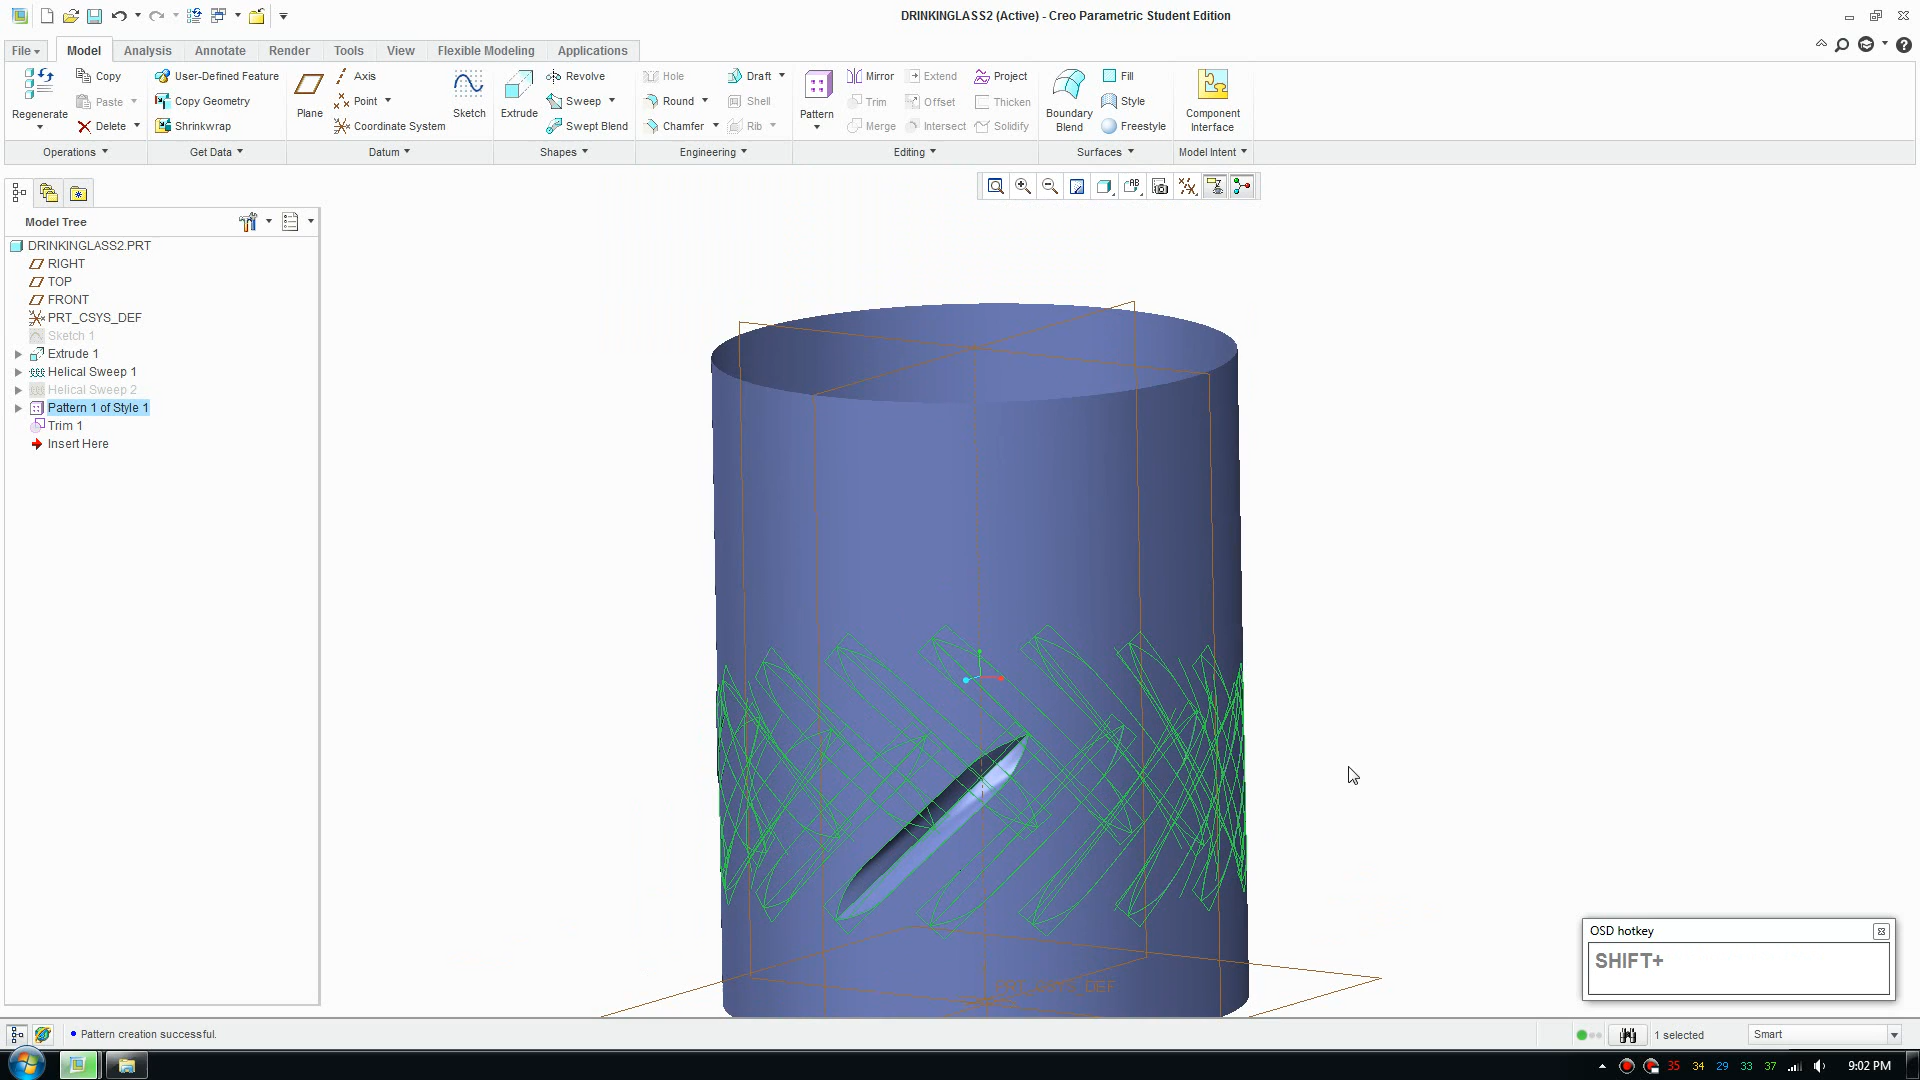 DRINKINGLASS2 (Active) - Creo Parametric Student Edition
File Model Analysis Annotate Render Tools View Flexible Modeling Applications
Regenerate Copy Paste Delete
User-Defined Feature Copy Geometry Shrinkwrap
Plane Axis Point Coordinate System Sketch
Extrude Revolve Sweep Swept Blend
Hole Round Chamfer Draft Shell Rib
Pattern Mirror Trim Merge Extend Offset Intersect Project Thicken Solidify
Boundary Blend Fill Style Freestyle
Component Interface
Operations Get Data Datum Shapes Engineering Editing Surfaces Model Intent
Model Tree
DRINKINGLASS2.PRT
RIGHT
TOP
FRONT
PRT_CSYS_DEF
Sketch 1
Extrude 1
Helical Sweep 1
Helical Sweep 2
Pattern 1 of Style 1
Trim 1
Insert Here
PRT_CSYS_DEF
OSD hotkey
SHIFT+
Pattern creation successful.
1 selected
Smart
35 34 29 33 37
9:02 PM